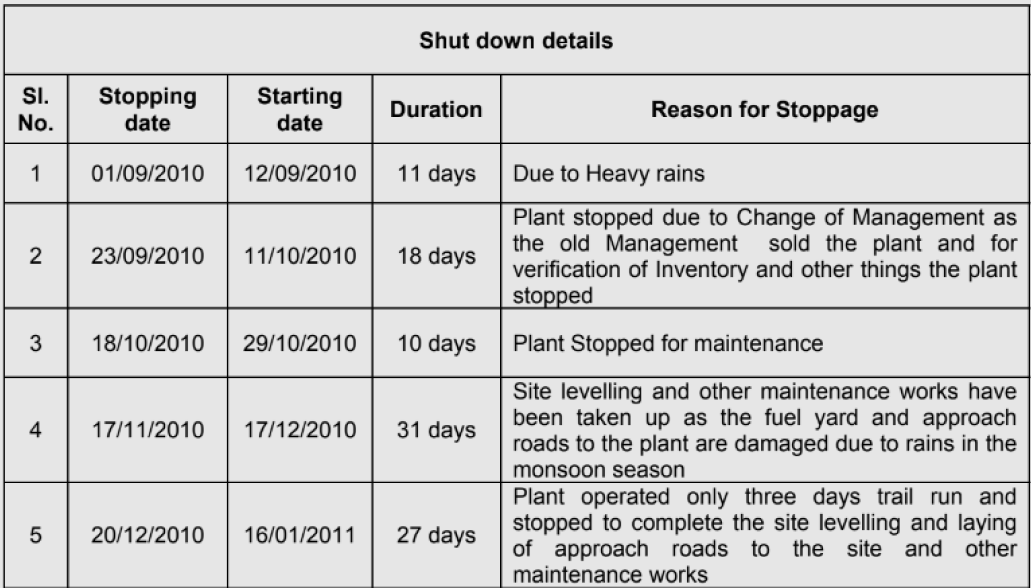 Shut down details
Sl. No. Stopping date Starting date Duration Reason for Stoppage
1 01/09/2010 12/09/2010 11 days Due to Heavy rains
2 23/09/2010 11/10/2010 18 days Plant stopped due to Change of Management as
the old Management sold the plant and for
verification of Inventory and other things the plant
stopped
3 18/10/2010 29/10/2010 10 days Plant Stopped for maintenance
4 17/11/2010 17/12/2010 31 days Site levelling and other maintenance works have
been taken up as the fuel yard and approach
roads to the plant are damaged due to rains in the
monsoon season
5 20/12/2010 16/01/2011 27 days Plant operated only three days trail run and
stopped to complete the site levelling and laying
of approach roads to the site and other
maintenance works